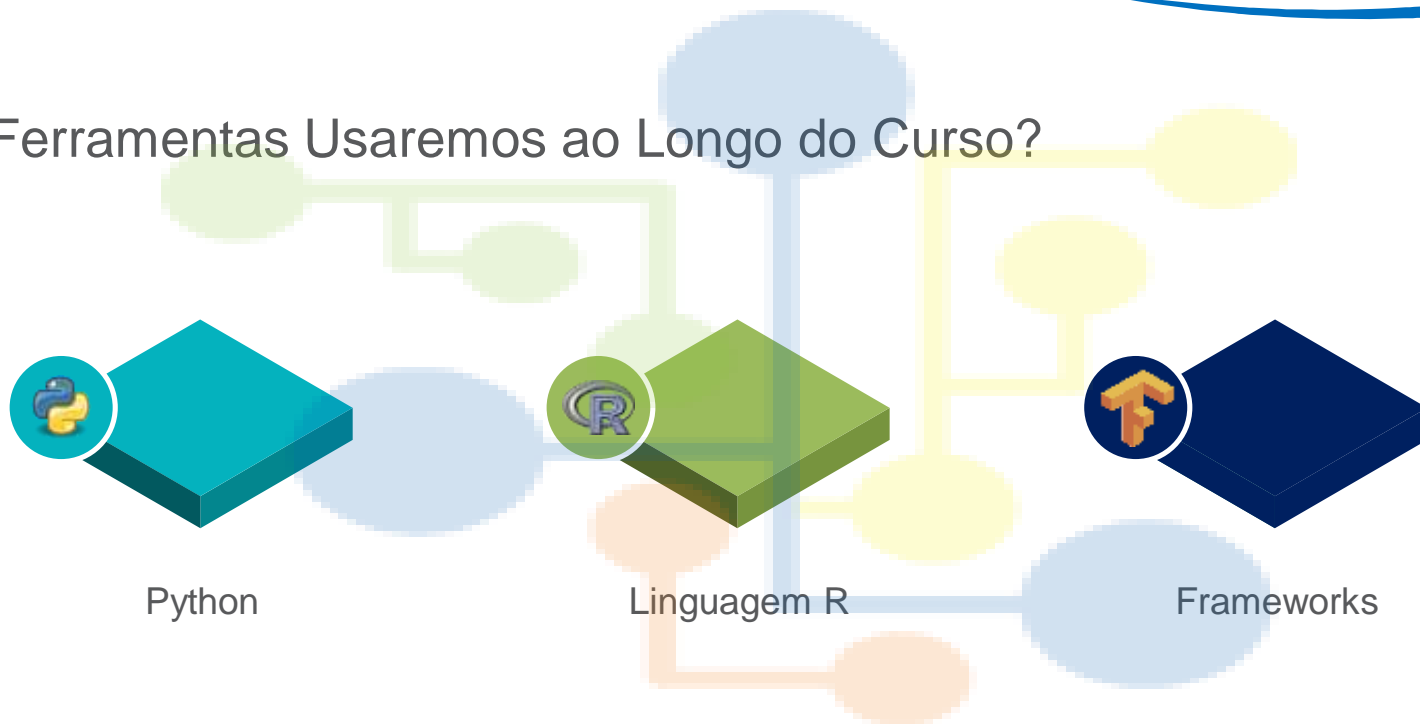 Ferramentas Usaremos ao Longo do Curso?
R
Python
Linguagem R
Frameworks